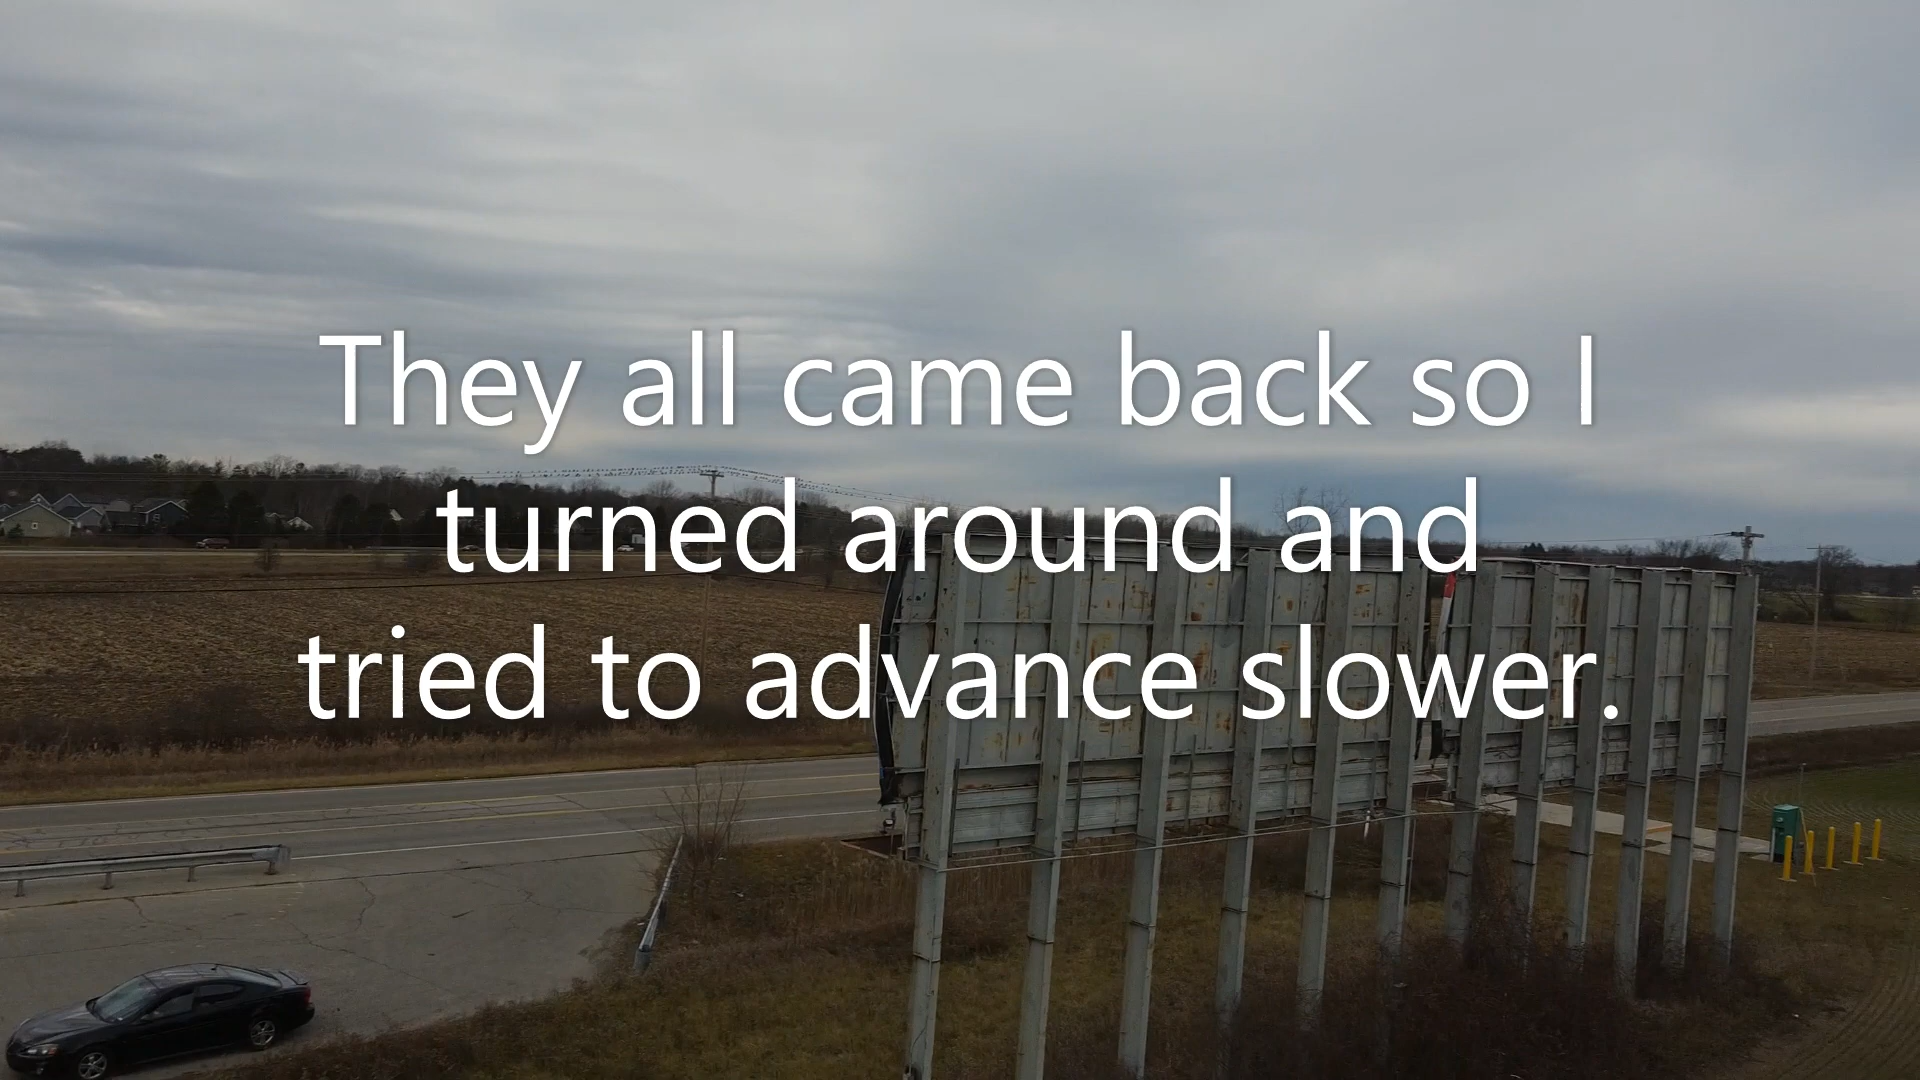 They all came back so I
turned around and
tried to advance slower.